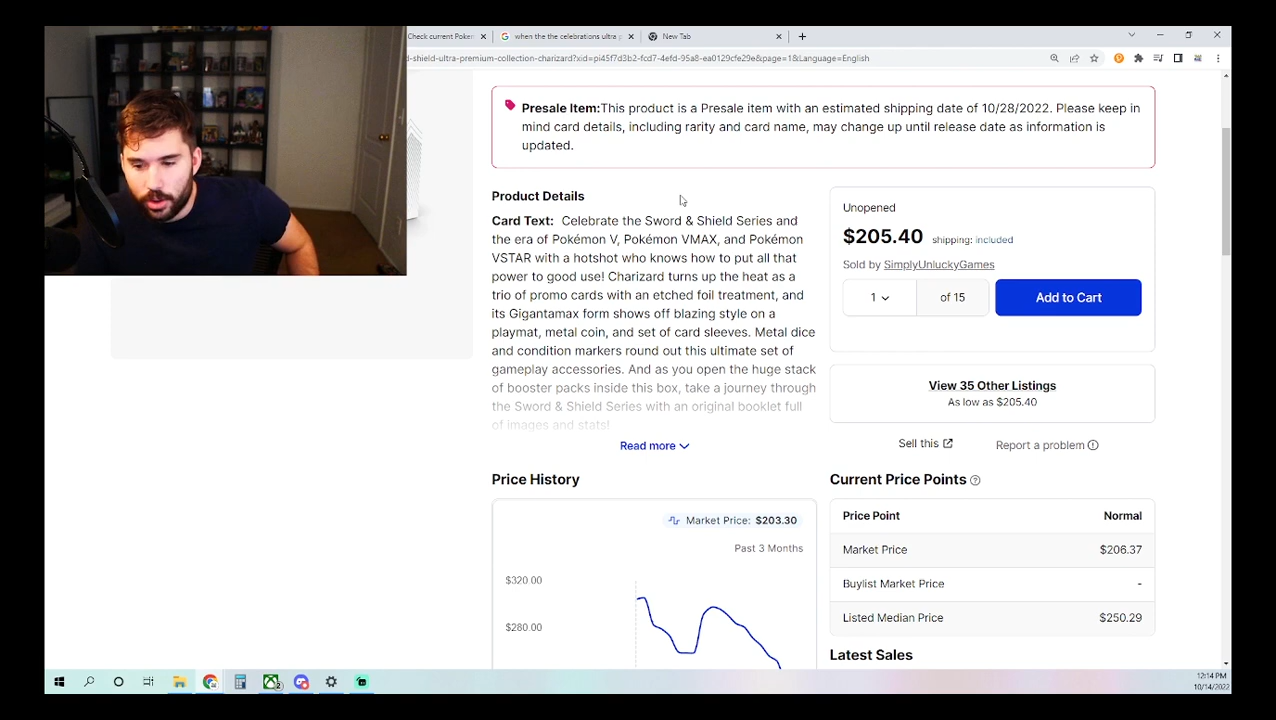 Check current Poken
when the the celebrations ultra p
New Tab
d-shield-ultra-premium-collection-charizard?xid=pi45f7d3b2-fcd7-4efd-95a8-ea0129cfe29e&page=1&Language=English
Presale Item:This product is a Presale item with an estimated shipping date of 10/28/2022. Please keep in
mind card details, including rarity and card name, may change up until release date as information is
updated.
Product Details
Card Text: Celebrate the Sword & Shield Series and
the era of Pokémon V, Pokémon VMAX, and Pokémon
VSTAR with a hotshot who knows how to put all that
power to good use! Charizard turns up the heat as a
trio of promo cards with an etched foil treatment, and
its Gigantamax form shows off blazing style on a
playmat, metal coin, and set of card sleeves. Metal dice
and condition markers round out this ultimate set of
gameplay accessories. And as you open the huge stack
of booster packs inside this box, take a journey through
the Sword & Shield Series with an original booklet full
of images and stats!
Read more
Unopened
$205.40 shipping: included
Sold by SimplyUnluckyGames
1 of 15 Add to Cart
View 35 Other Listings
As low as $205.40
Sell this Report a problem
Price History
Market Price: $203.30
Past 3 Months
$320.00
$280.00
Current Price Points
Price Point Normal
Market Price $206.37
Buylist Market Price -
Listed Median Price $250.29
Latest Sales
12:14 PM
10/14/2022